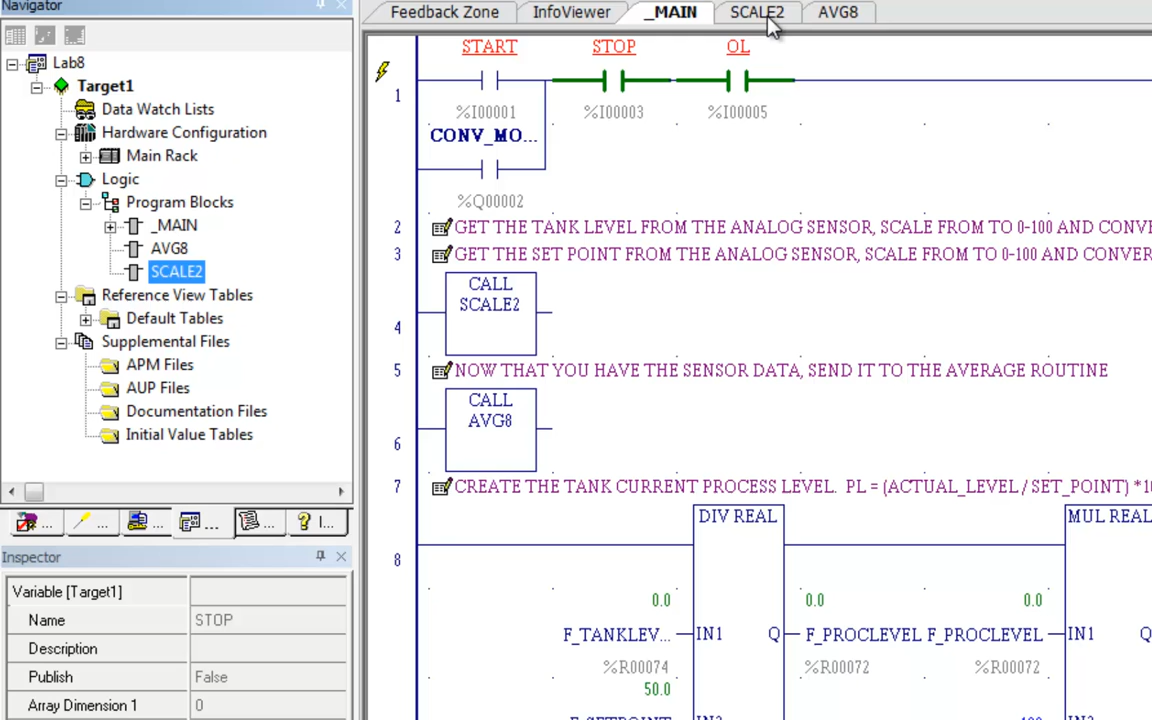 Navigator
Feedback Zone
InfoViewer
_MAIN
SCALE2
AVG8
Lab8
Target1
Data Watch Lists
Hardware Configuration
Main Rack
Logic
Program Blocks
_MAIN
AVG8
SCALE2
Reference View Tables
Default Tables
Supplemental Files
APM Files
AUP Files
Documentation Files
Initial Value Tables
... ... ... ... ... I...
Inspector
Variable [Target1]
Name STOP
Description
Publish False
Array Dimension 1 0
START STOP OL
1
%I00001 %I00003 %I00005
CONV_MO...
%Q00002
2 GET THE TANK LEVEL FROM THE ANALOG SENSOR, SCALE FROM TO 0-100 AND CONVE
3 GET THE SET POINT FROM THE ANALOG SENSOR, SCALE FROM TO 0-100 AND CONVER
CALL
SCALE2
4
5 NOW THAT YOU HAVE THE SENSOR DATA, SEND IT TO THE AVERAGE ROUTINE
CALL
AVG8
6
7 CREATE THE TANK CURRENT PROCESS LEVEL. PL = (ACTUAL_LEVEL / SET_POINT) *1
DIV REAL MUL REAL
8
0.0 0.0 0.0
F_TANKLEV... IN1 Q F_PROCLEVEL F_PROCLEVEL IN1 Q
%R00074 %R00072 %R00072
50.0